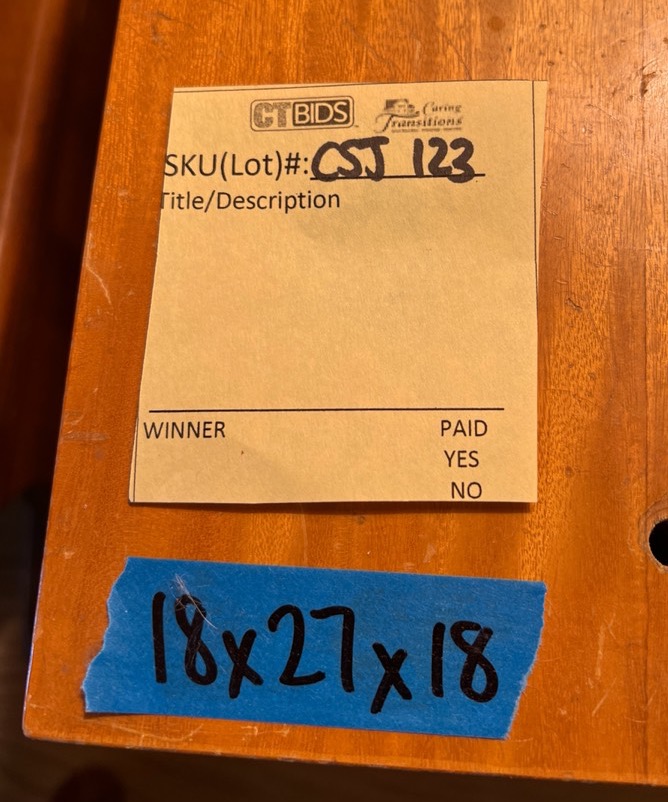 CTBIDS Caring Transitions
SKU(Lot)#: CSJ 123
Title/Description
WINNER PAID
YES
NO
18x27x18